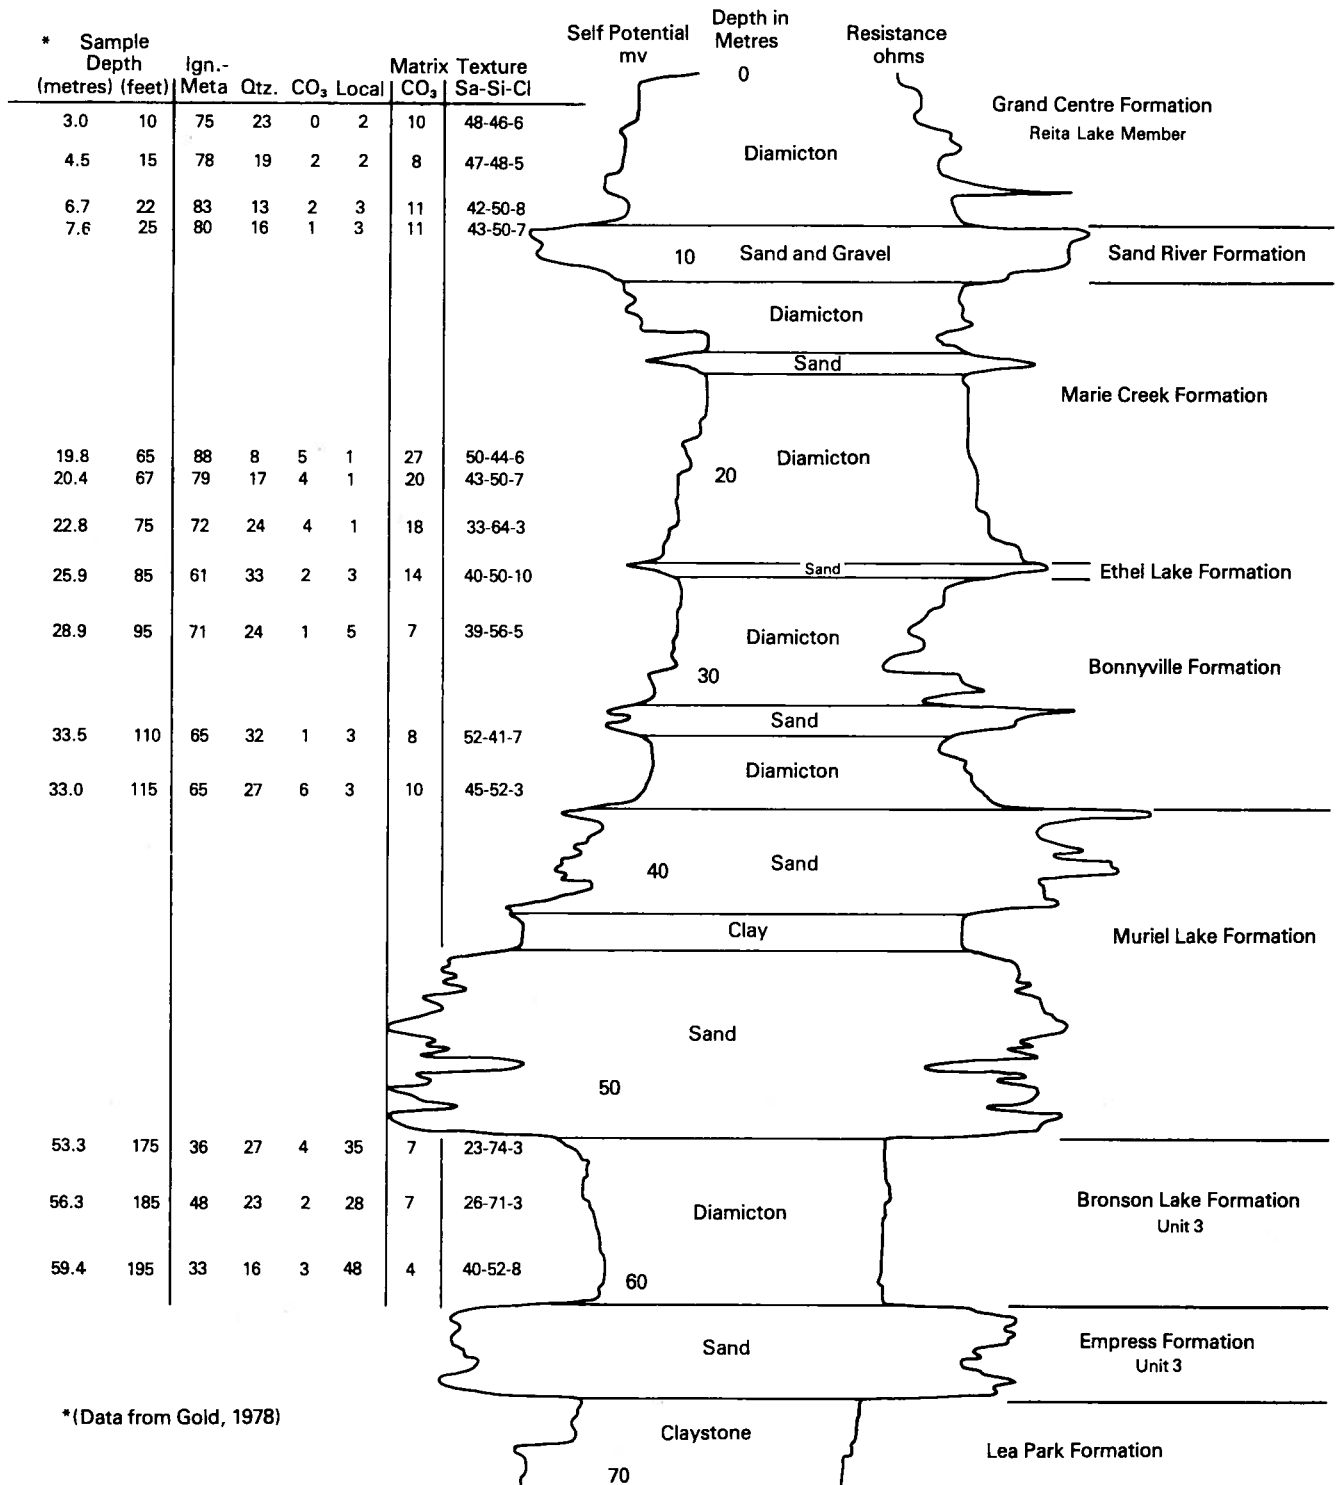 Self Potential
mv
Depth in
Metres
Resistance
ohms
* Sample
Depth
(metres) (feet) Ign.-
Meta Qtz. CO₃ Local Matrix
CO₃ Texture
Sa-Si-Cl
3.0 10 75 23 0 2 10 48-46-6
4.5 15 78 19 2 2 8 47-48-5
6.7 22 83 13 2 3 11 42-50-8
7.6 25 80 16 1 3 11 43-50-7
19.8 65 88 8 5 1 27 50-44-6
20.4 67 79 17 4 1 20 43-50-7
22.8 75 72 24 4 1 18 33-64-3
25.9 85 61 33 2 3 14 40-50-10
28.9 95 71 24 1 5 7 39-56-5
33.5 110 65 32 1 3 8 52-41-7
33.0 115 65 27 6 3 10 45-52-3
53.3 175 36 27 4 35 7 23-74-3
56.3 185 48 23 2 28 7 26-71-3
59.4 195 33 16 3 48 4 40-52-8
*(Data from Gold, 1978)
0
Diamicton
10 Sand and Gravel
Diamicton
Sand
Diamicton
20
Sand
Diamicton
30
Sand
Diamicton
40 Sand
Clay
Sand
50
Diamicton
60
Sand
Claystone
70
Grand Centre Formation
Reita Lake Member
Sand River Formation
Marie Creek Formation
Ethel Lake Formation
Bonnyville Formation
Muriel Lake Formation
Bronson Lake Formation
Unit 3
Empress Formation
Unit 3
Lea Park Formation